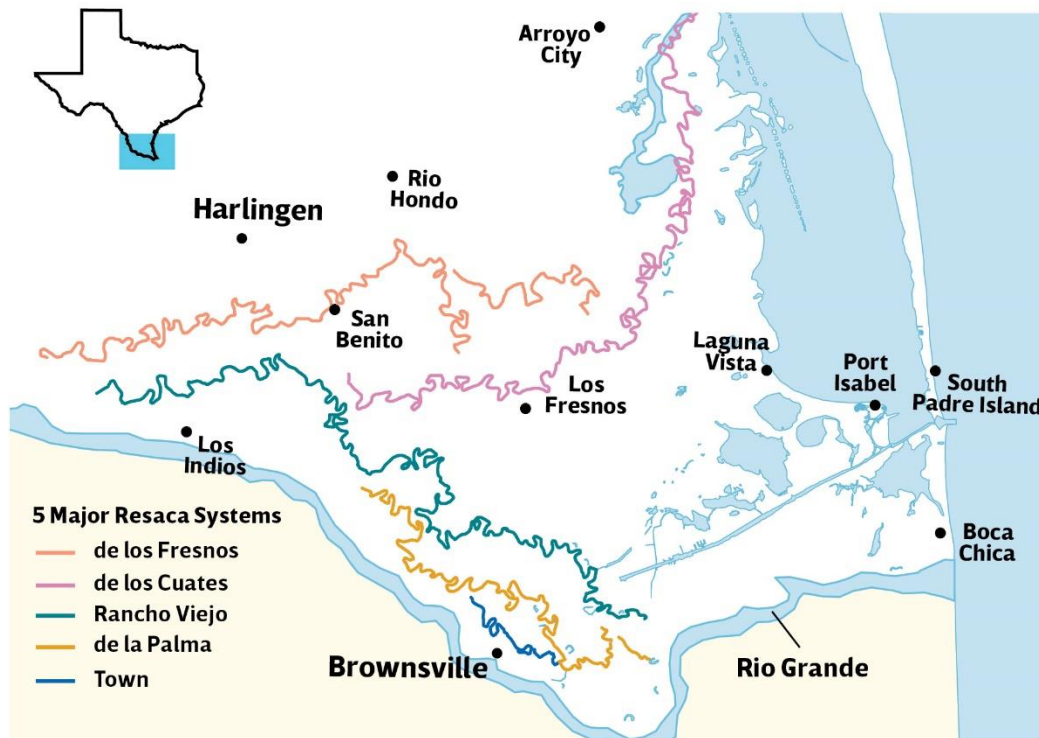 Arroyo
City
Rio
Hondo
Harlingen
San
Benito
Laguna
Vista
Port
Isabel
South
Padre Island
Los
Fresnos
Los
Indios
5 Major Resaca Systems
de los Fresnos
de los Cuates
Rancho Viejo
de la Palma
Town
Boca
Chica
Brownsville
Rio Grande